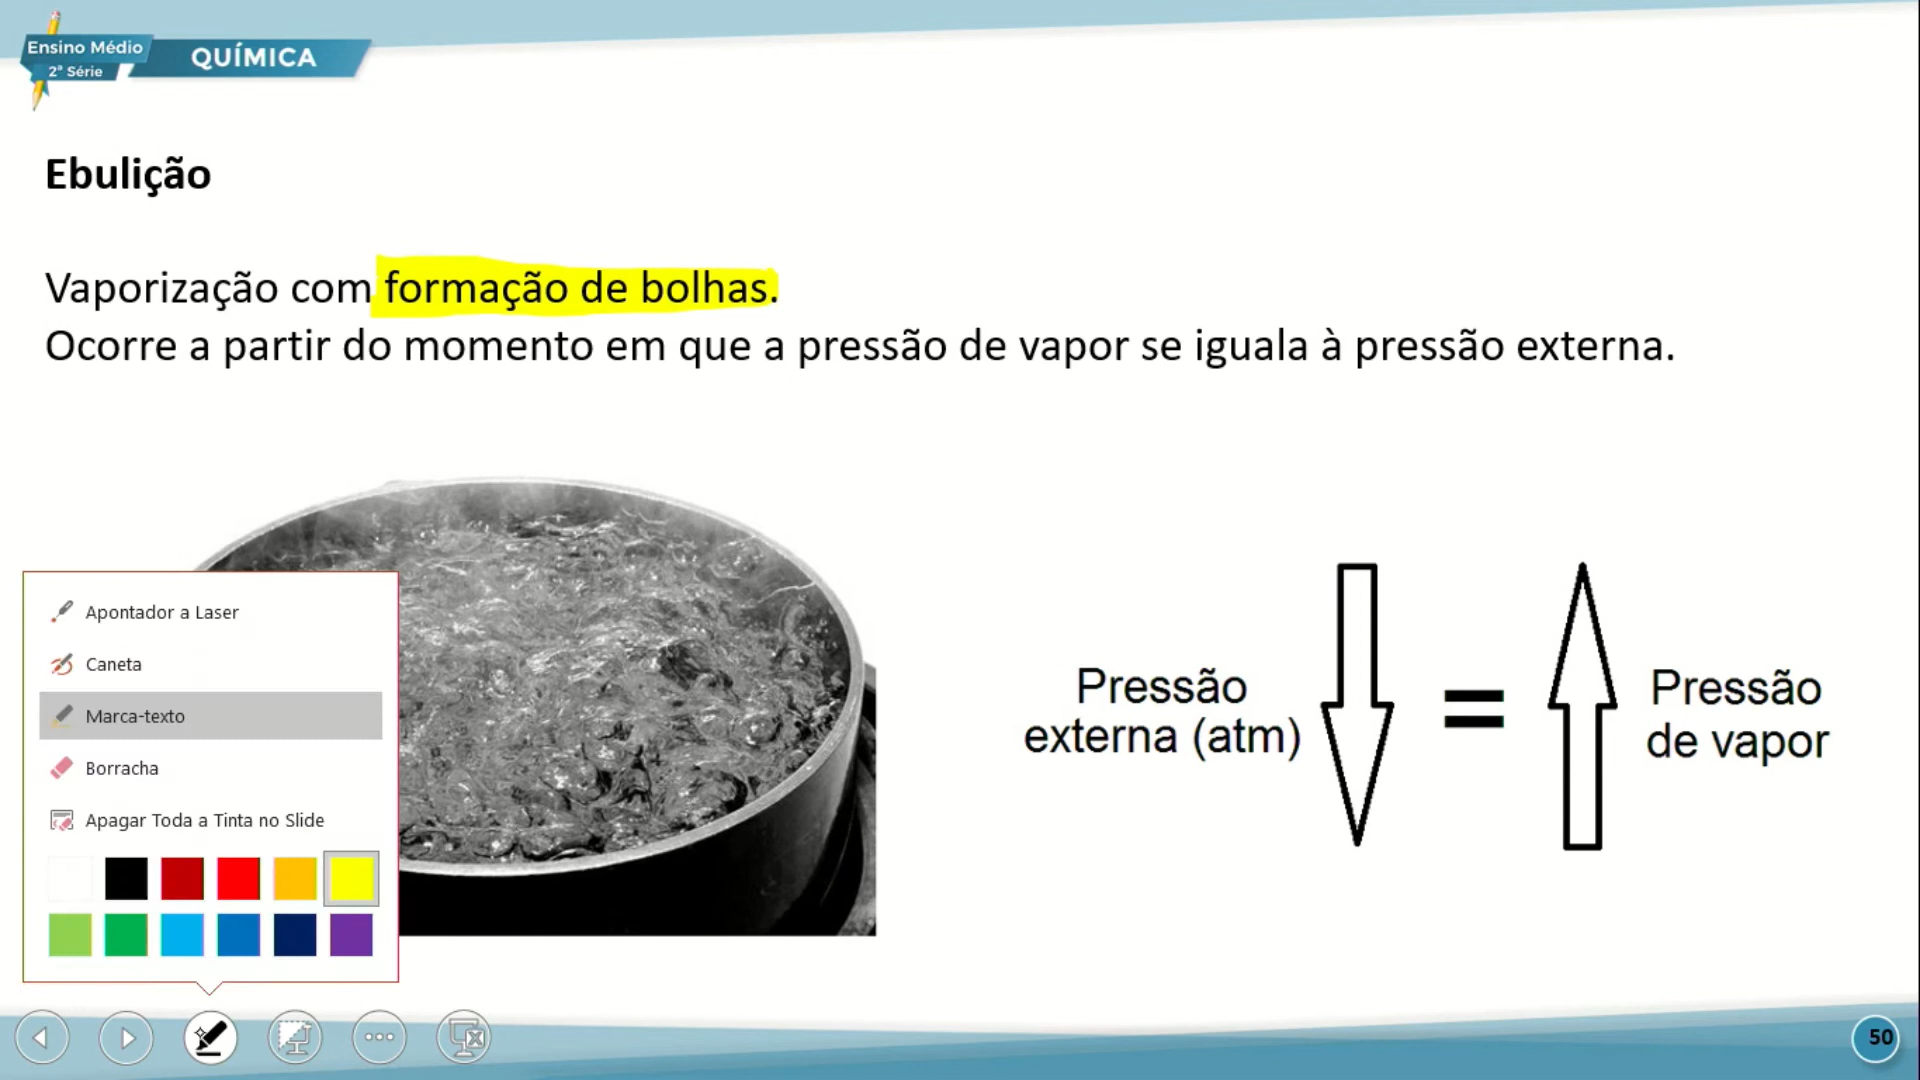 Ensino Médio
2ª Série
QUÍMICA
Ebulição
Vaporização com formação de bolhas.
Ocorre a partir do momento em que a pressão de vapor se iguala à pressão externa.
Apontador a Laser
Caneta
Marca-texto
Borracha
Apagar Toda a Tinta no Slide
Pressão
externa (atm)
=
Pressão
de vapor
50